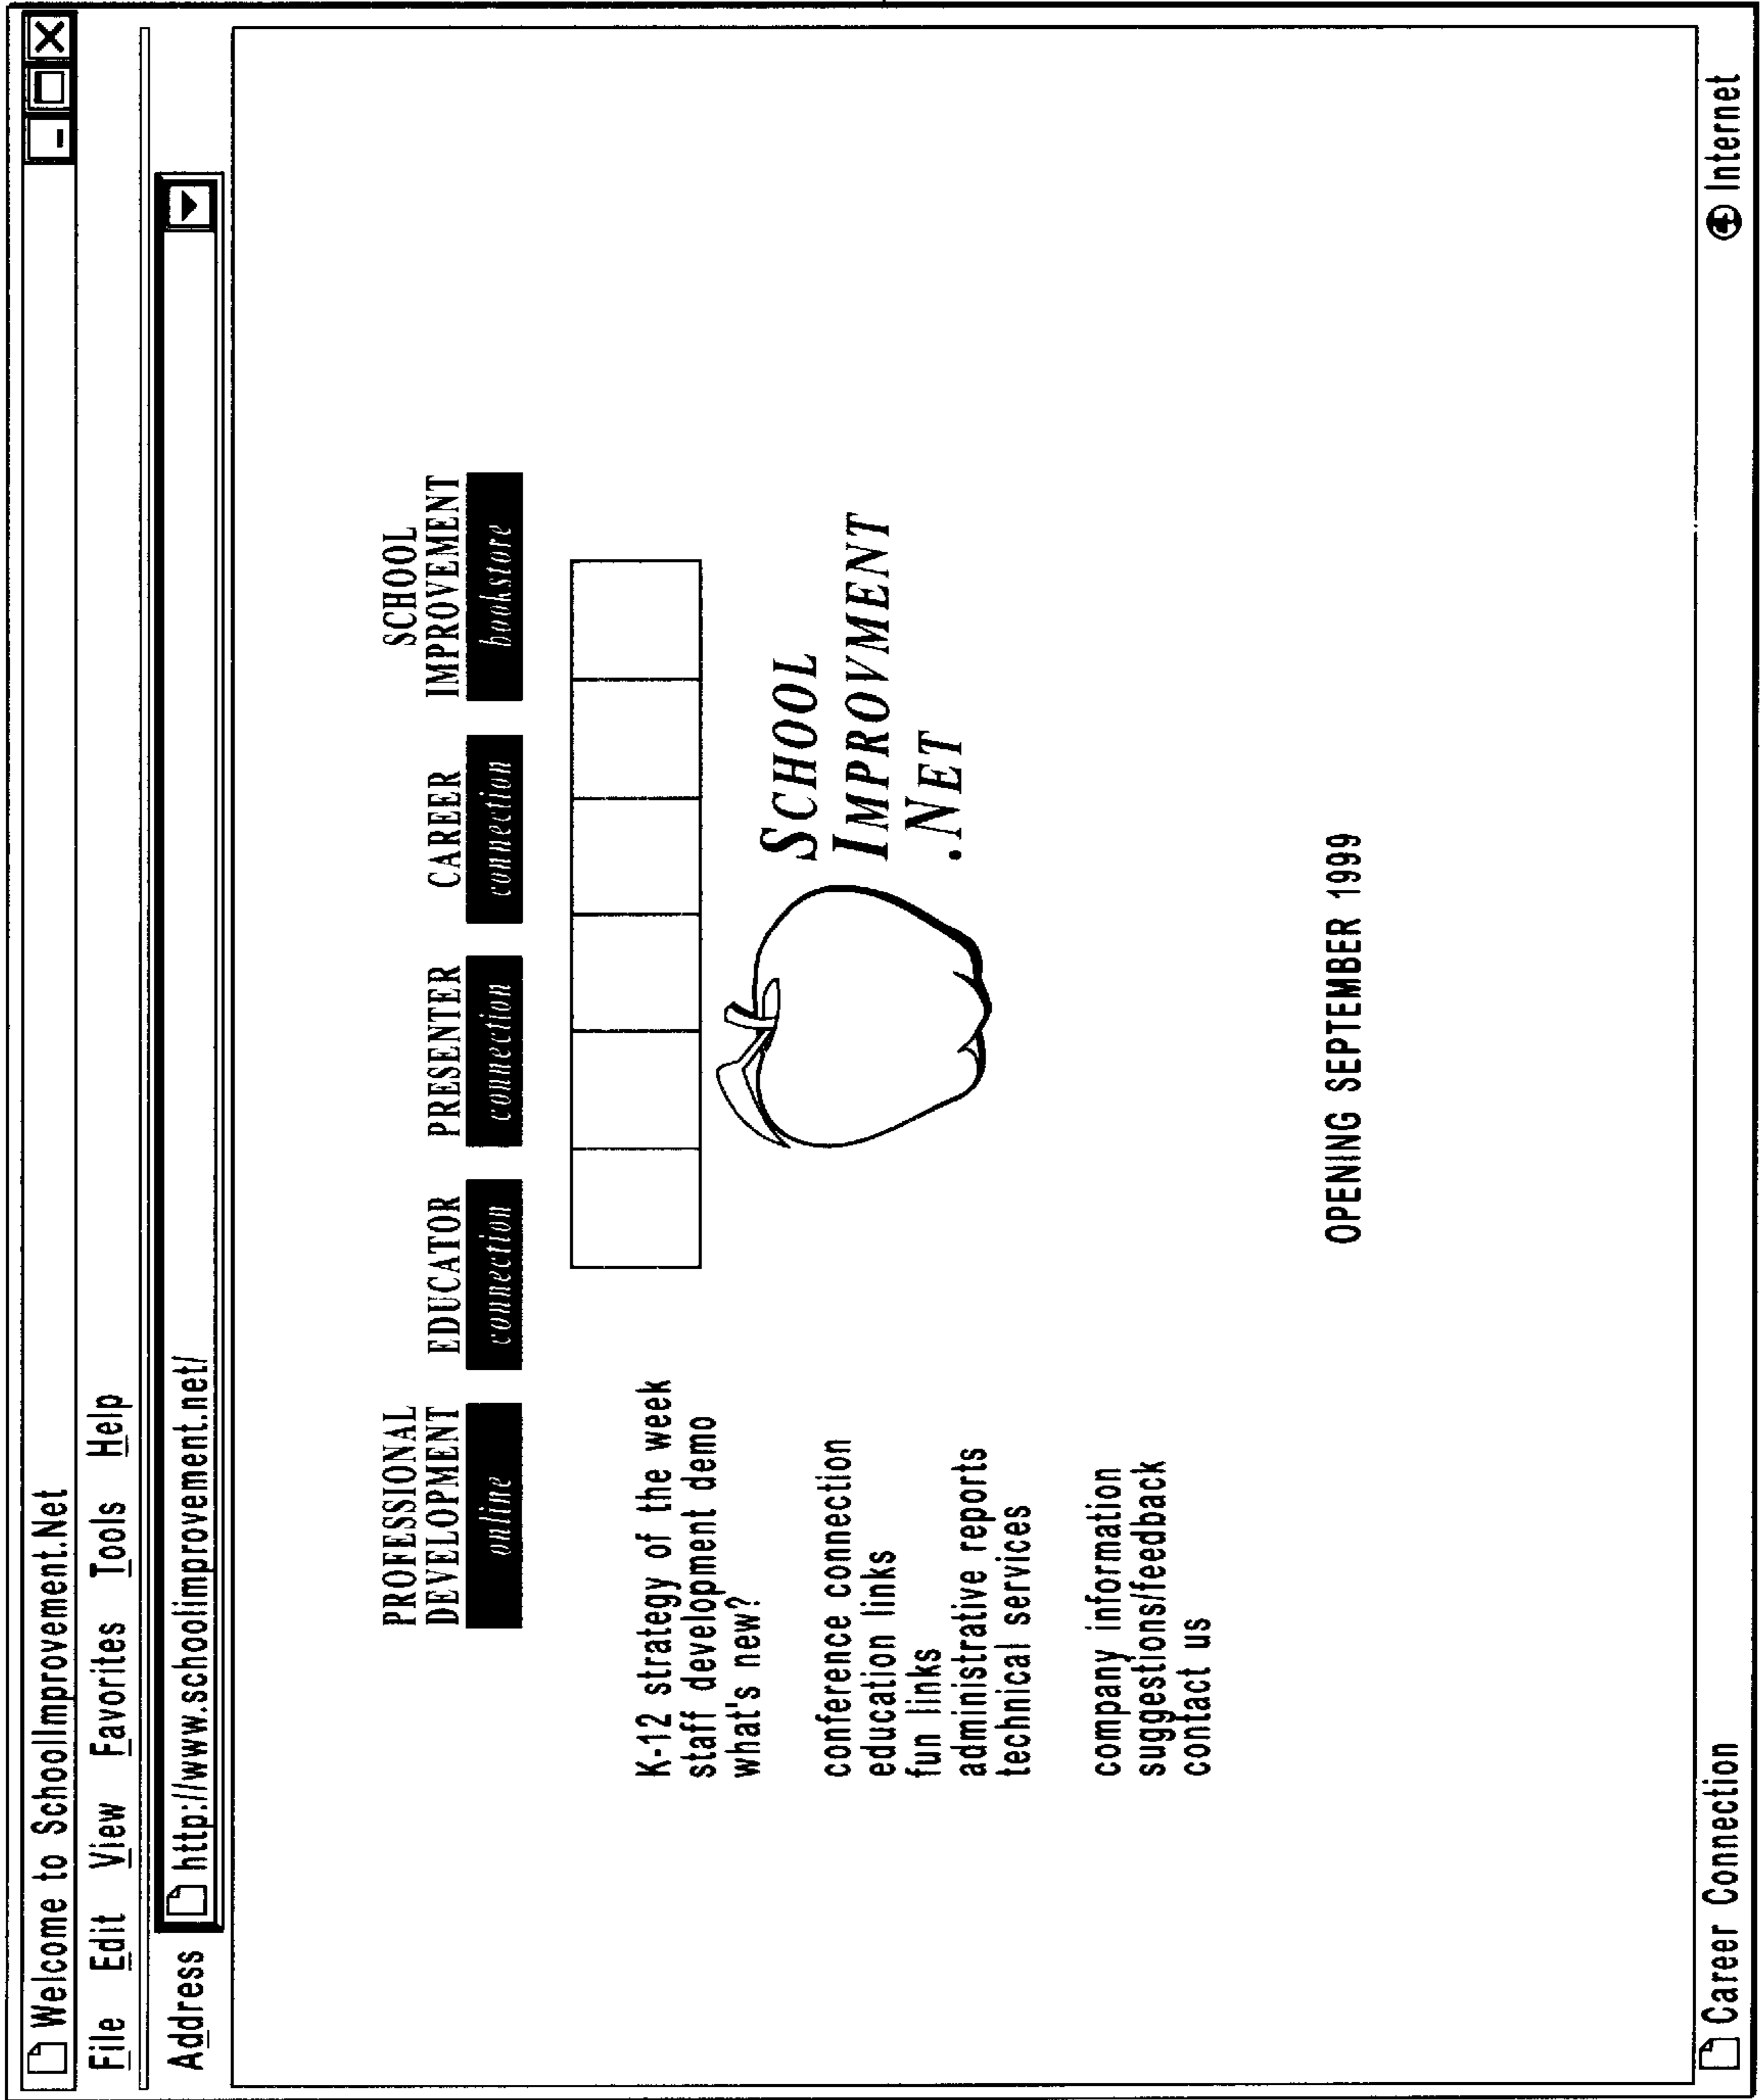 Welcome to SchoolImprovement.Net
File Edit View Favorites Tools Help
Address http://www.schoolimprovement.net/
PROFESSIONAL
DEVELOPMENT
online
EDUCATOR
connection
PRESENTER
connection
CAREER
connection
SCHOOL
IMPROVEMENT
bookstore
K-12 strategy of the week
staff development demo
what's new?
conference connection
education links
fun links
administrative reports
technical services
company information
suggestions/feedback
contact us
SCHOOL
IMPROVMENT
.NET
OPENING SEPTEMBER 1999
Career Connection
Internet